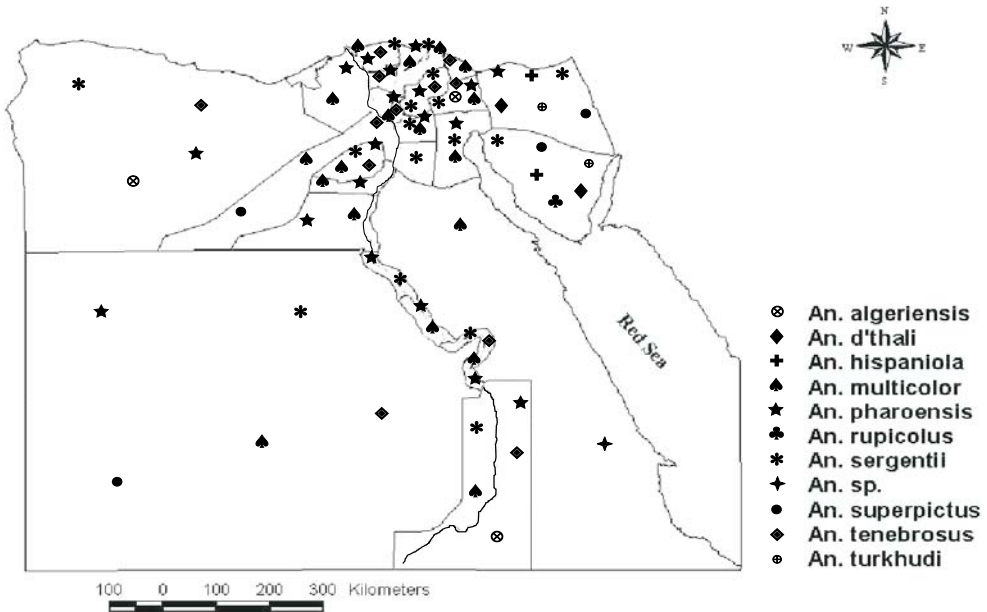 N
W E
S
Red Sea
An. algeriensis
An. d'thali
An. hispaniola
An. multicolor
An. pharoensis
An. rupicolus
An. sergentii
An. sp.
An. superpictus
An. tenebrosus
An. turkhudi
100 0 100 200 300 Kilometers